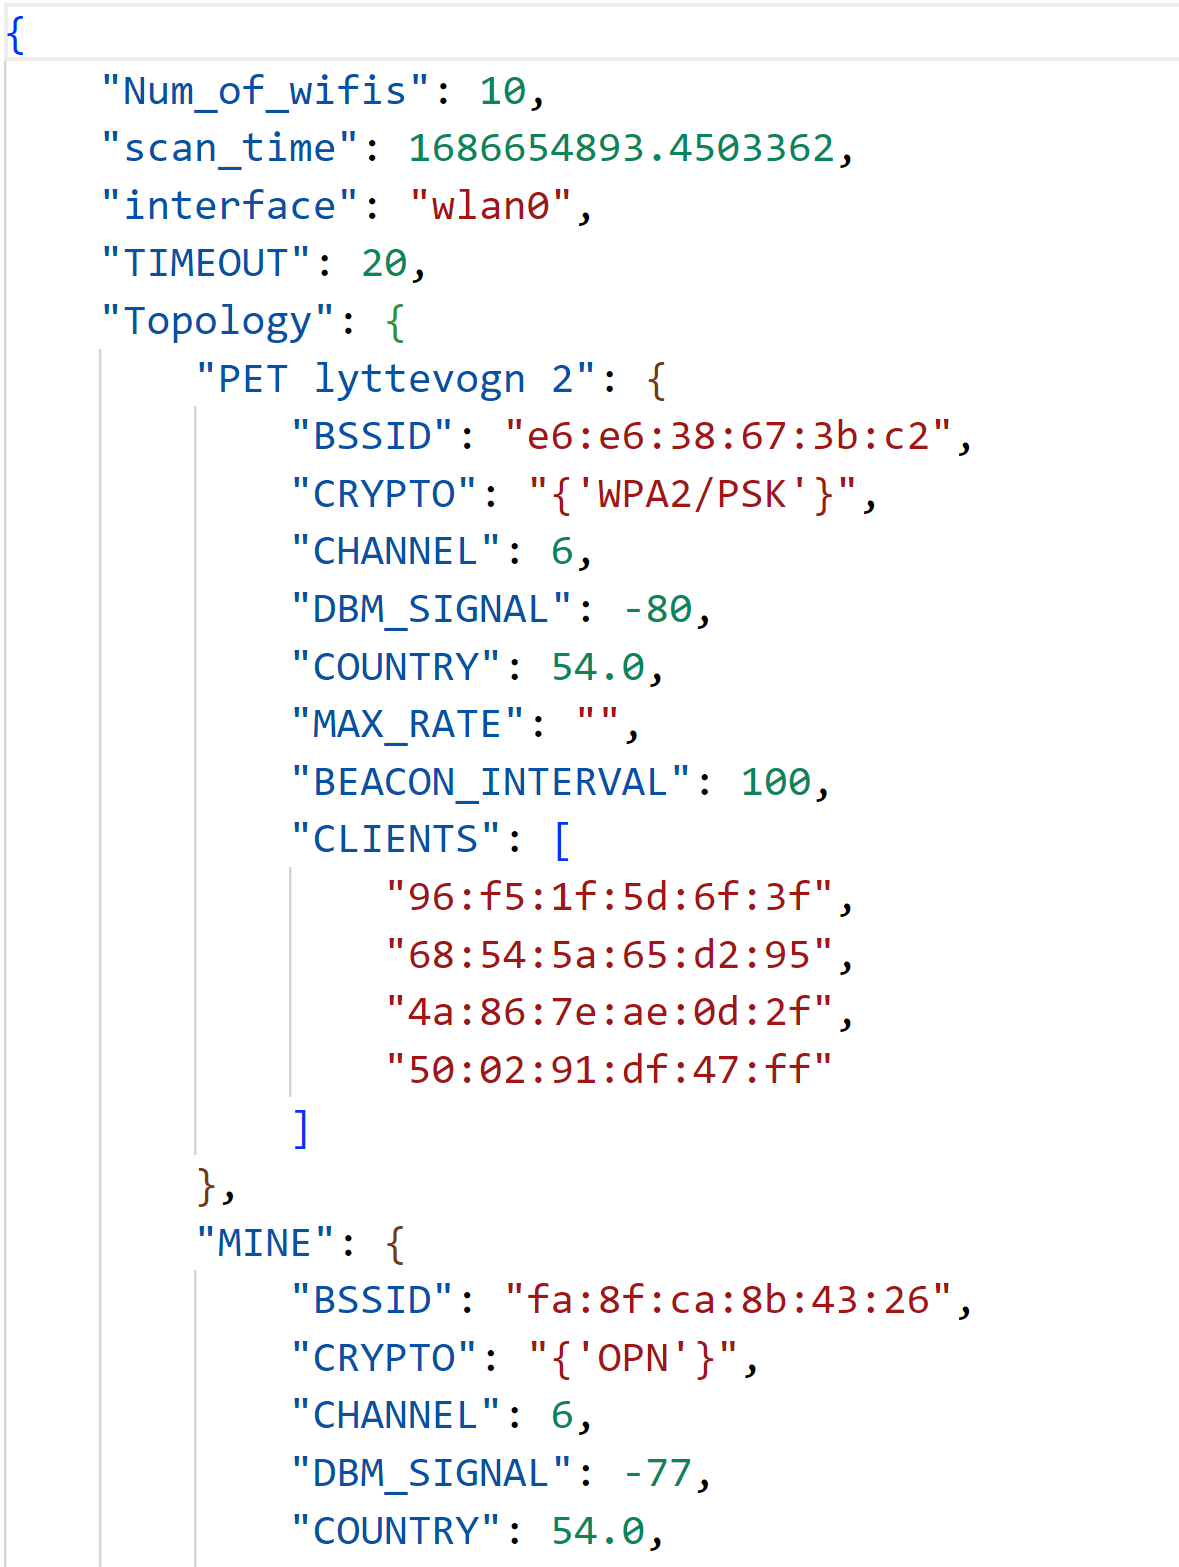 {
    "Num_of_wifis": 10,
    "scan_time": 1686654893.4503362,
    "interface": "wlan0",
    "TIMEOUT": 20,
    "Topology": {
        "PET lyttevogn 2": {
            "BSSID": "e6:e6:38:67:3b:c2",
            "CRYPTO": "{'WPA2/PSK'}",
            "CHANNEL": 6,
            "DBM_SIGNAL": -80,
            "COUNTRY": 54.0,
            "MAX_RATE": "",
            "BEACON_INTERVAL": 100,
            "CLIENTS": [
                "96:f5:1f:5d:6f:3f",
                "68:54:5a:65:d2:95",
                "4a:86:7e:ae:0d:2f",
                "50:02:91:df:47:ff"
            ]
        },
        "MINE": {
            "BSSID": "fa:8f:ca:8b:43:26",
            "CRYPTO": "{'OPN'}",
            "CHANNEL": 6,
            "DBM_SIGNAL": -77,
            "COUNTRY": 54.0,